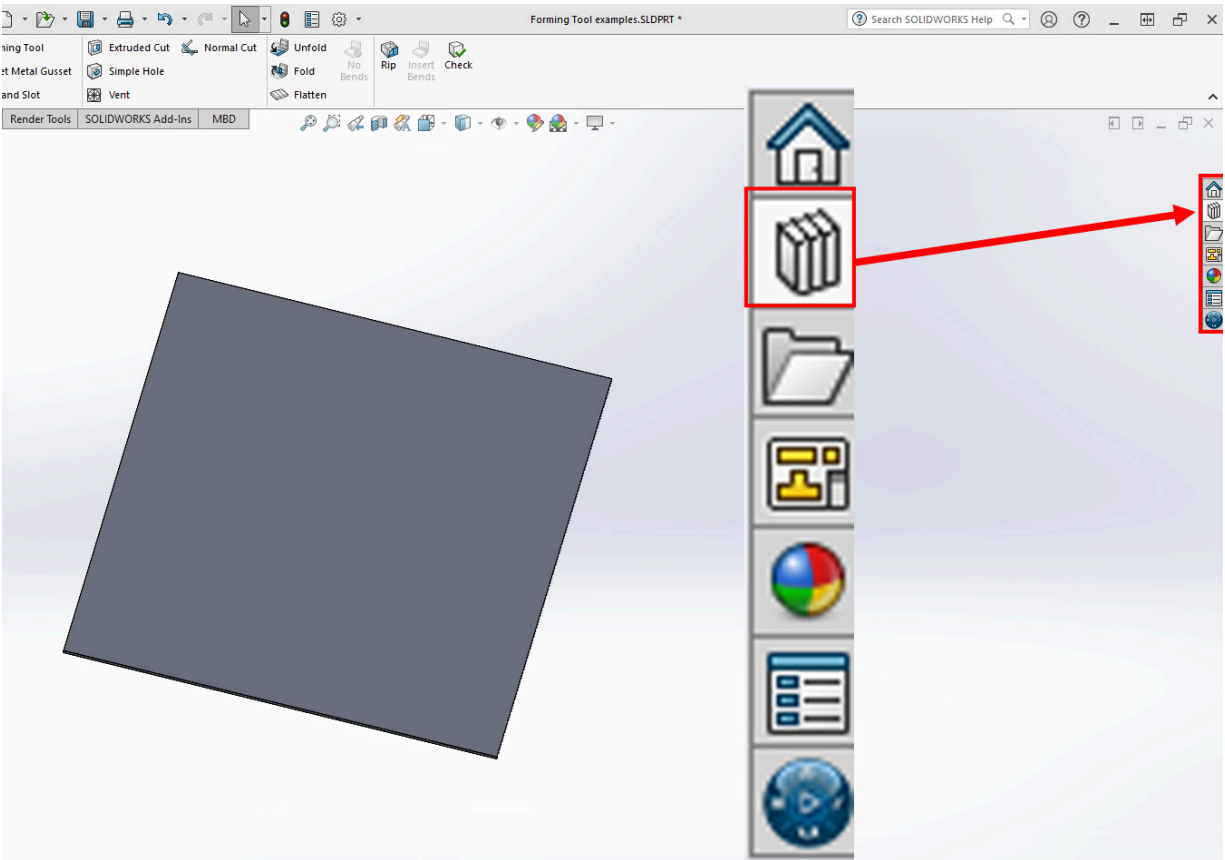 Forming Tool examples.SLDPRT *
Search SOLIDWORKS Help
ning Tool
Extruded Cut
Normal Cut
Unfold
No
Bends
Rip
Insert
Bends
Check
et Metal Gusset
Simple Hole
Fold
and Slot
Vent
Flatten
Render Tools
SOLIDWORKS Add-Ins
MBD